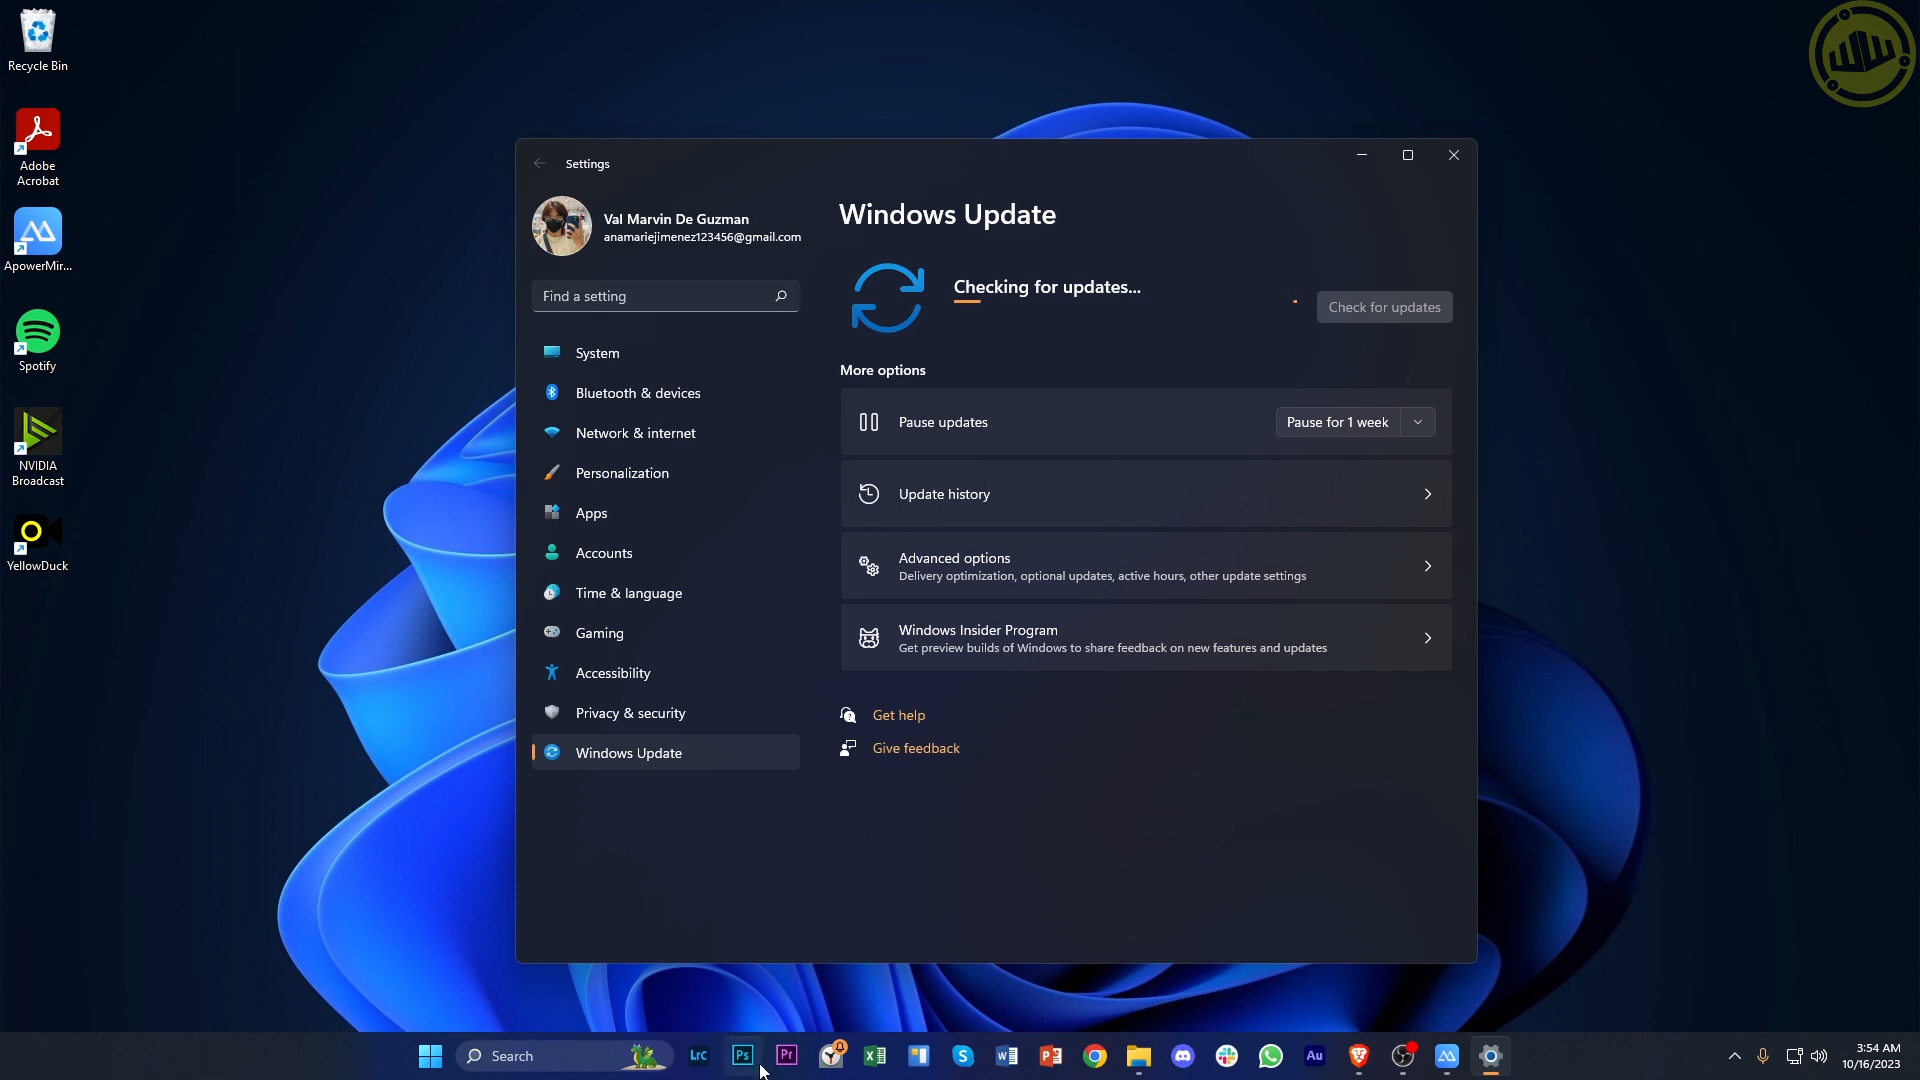 Recycle Bin
Adobe
Acrobat
ApowerMir...
Spotify
NVIDIA
Broadcast
YellowDuck
Settings
Val Marvin De Guzman
anamariejimenez123456@gmail.com
Find a setting
System
Bluetooth & devices
Network & internet
Personalization
Apps
Accounts
Time & language
Gaming
Accessibility
Privacy & security
Windows Update
Windows Update
Checking for updates...
Check for updates
More options
Pause updates
Pause for 1 week
Update history
Advanced options
Delivery optimization, optional updates, active hours, other update settings
Windows Insider Program
Get preview builds of Windows to share feedback on new features and updates
Get help
Give feedback
Search
LrC
Ps
Pr
Au
3:54 AM
10/16/2023